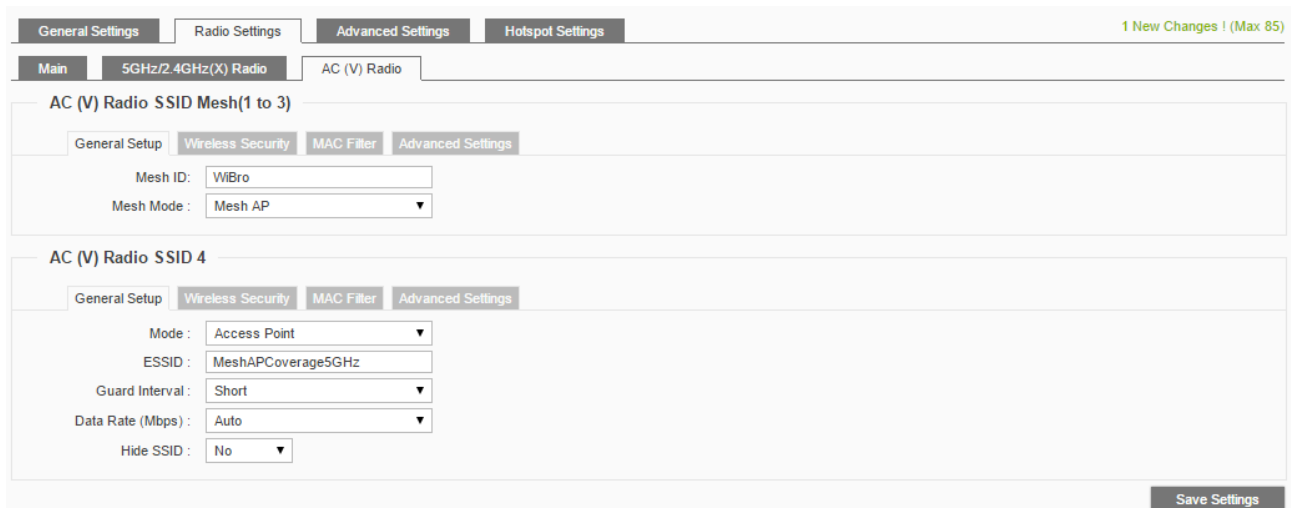 General Settings Radio Settings Advanced Settings Hotspot Settings 1 New Changes ! (Max 85)
Main 5GHz/2.4GHz(X) Radio AC (V) Radio
AC (V) Radio SSID Mesh(1 to 3)
General Setup Wireless Security MAC Filter Advanced Settings
Mesh ID: WiBro
Mesh Mode : Mesh AP
AC (V) Radio SSID 4
General Setup Wireless Security MAC Filter Advanced Settings
Mode : Access Point
ESSID : MeshAPCoverage5GHz
Guard Interval : Short
Data Rate (Mbps) : Auto
Hide SSID : No
Save Settings